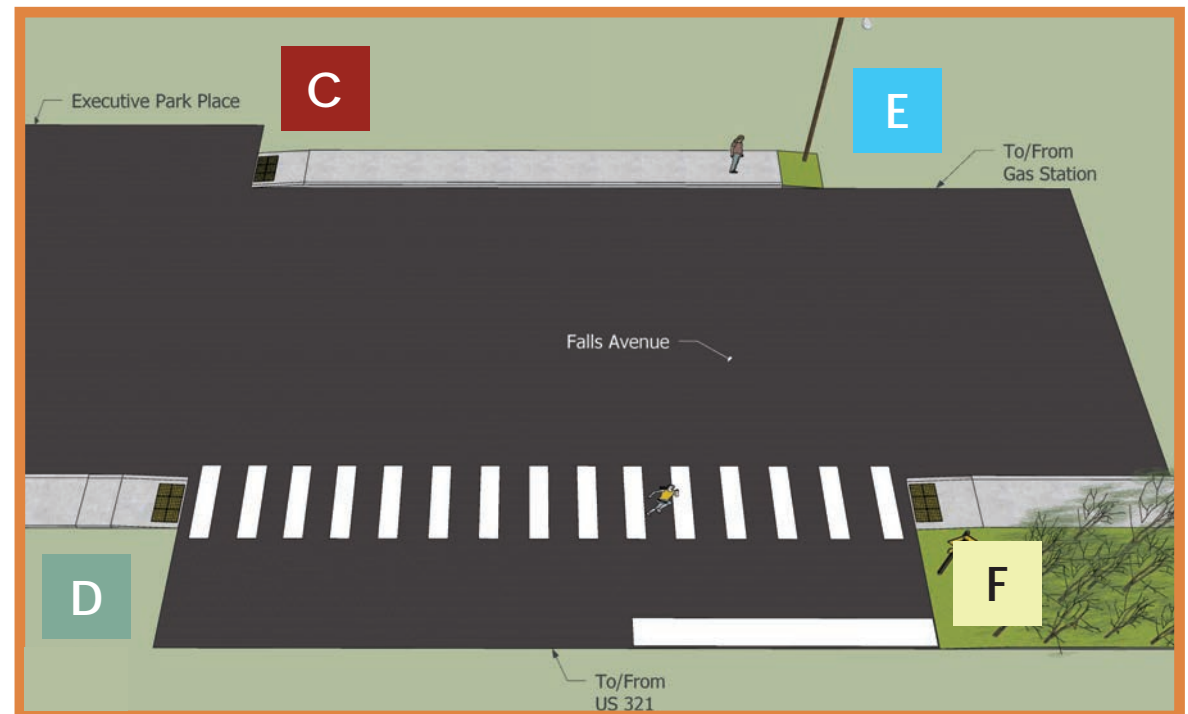 C
E
Executive Park Place
To/From
Gas Station
Falls Avenue
D
F
To/From
US 321